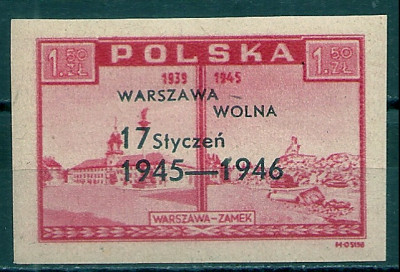 POLSKA
1.50 ZŁ
1.50 ZŁ
1939 1945
WARSZAWA
WOLNA
17 Styczeń
1945—1946
WARSZAWA-ZAMEK